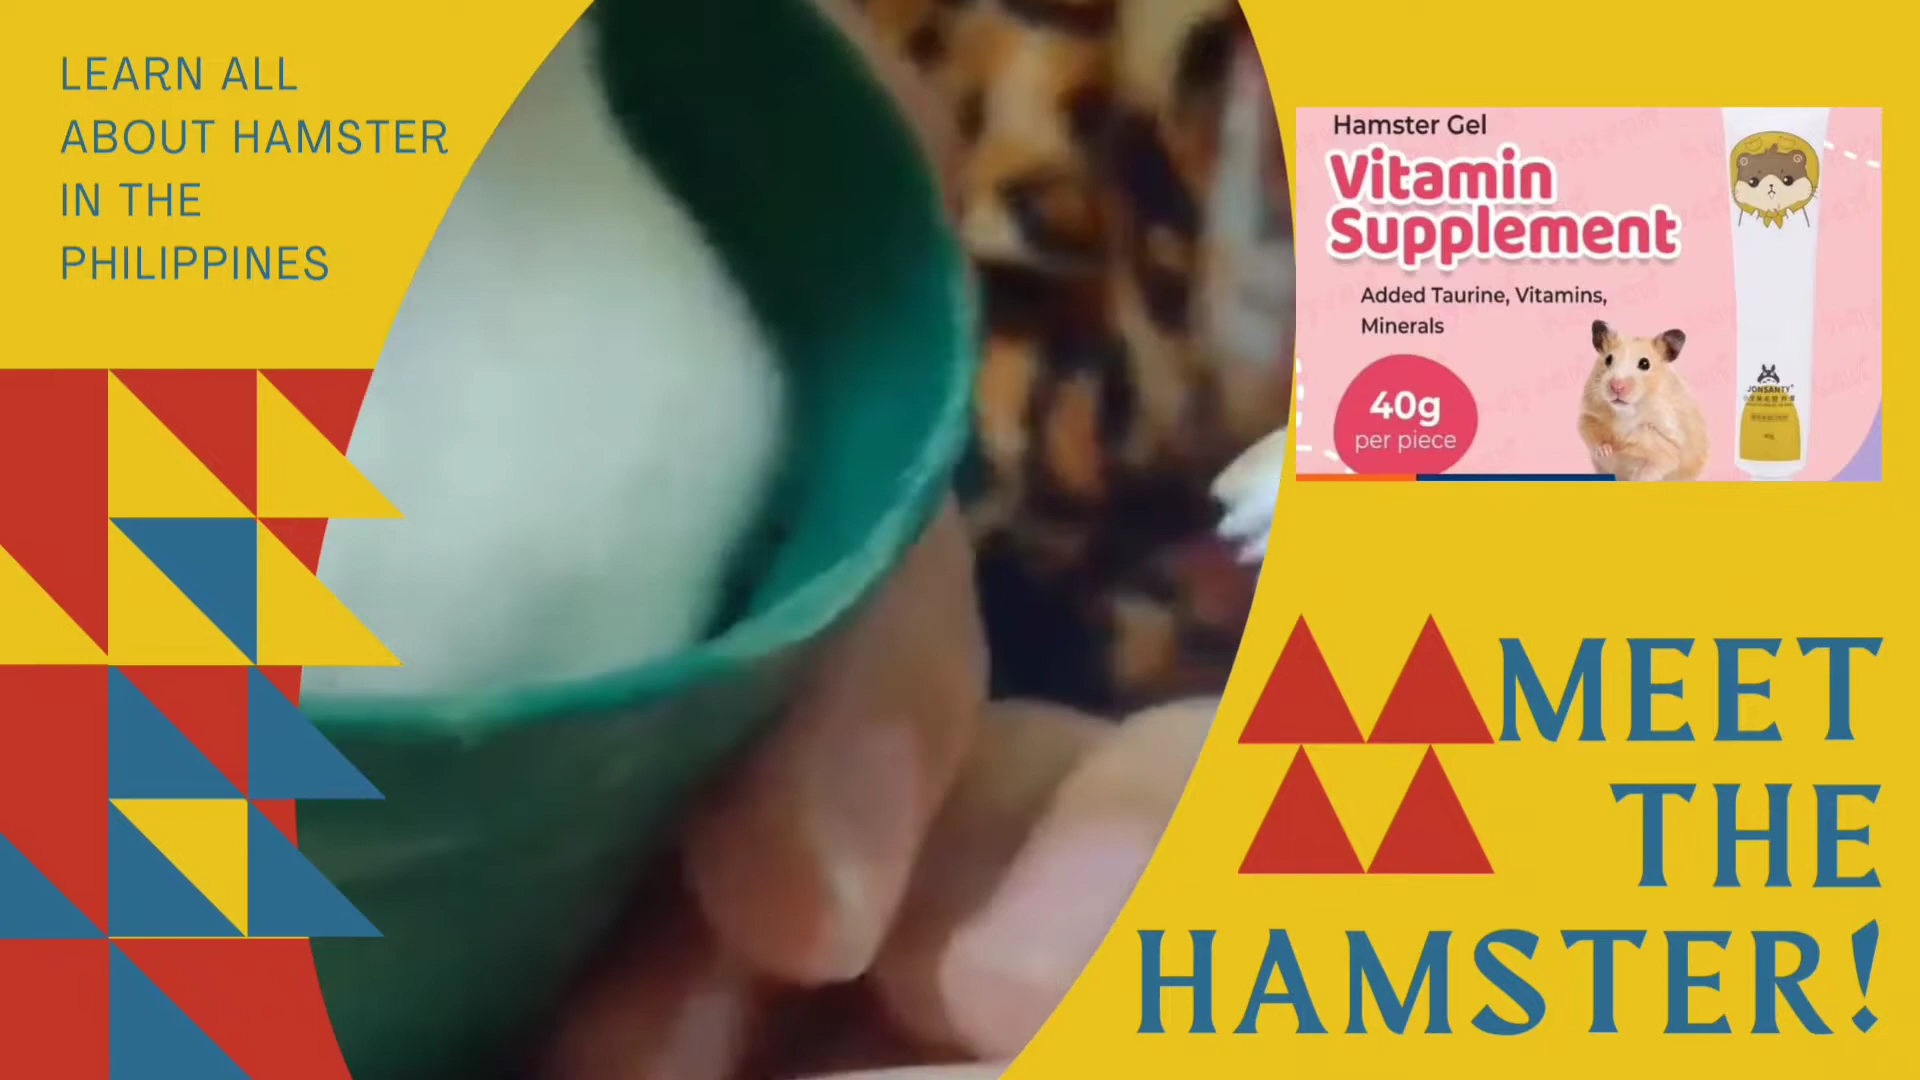 LEARN ALL
ABOUT HAMSTER
IN THE
PHILIPPINES
Hamster Gel
Vitamin
Supplement
Added Taurine, Vitamins,
Minerals
40g
per piece
JONSANTY
MEET
THE
HAMSTER!